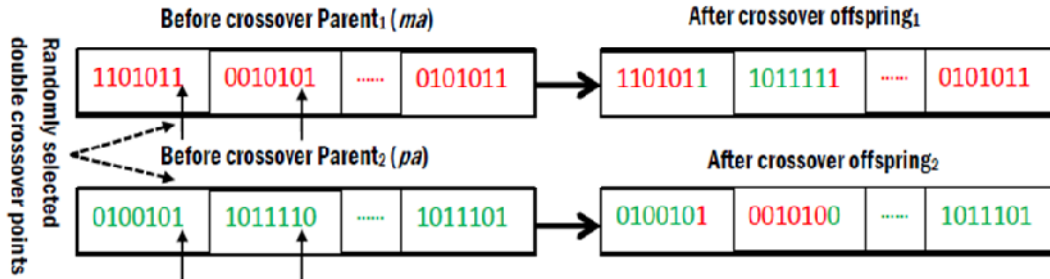 Randomly selected
double crossover points
Before crossover Parent₁ (ma)
1101011 0010101 ...... 0101011
Before crossover Parent₂ (pa)
0100101 1011110 ...... 1011101
After crossover offspring₁
1101011 1011111 ...... 0101011
After crossover offspring₂
0100101 0010100 ...... 1011101